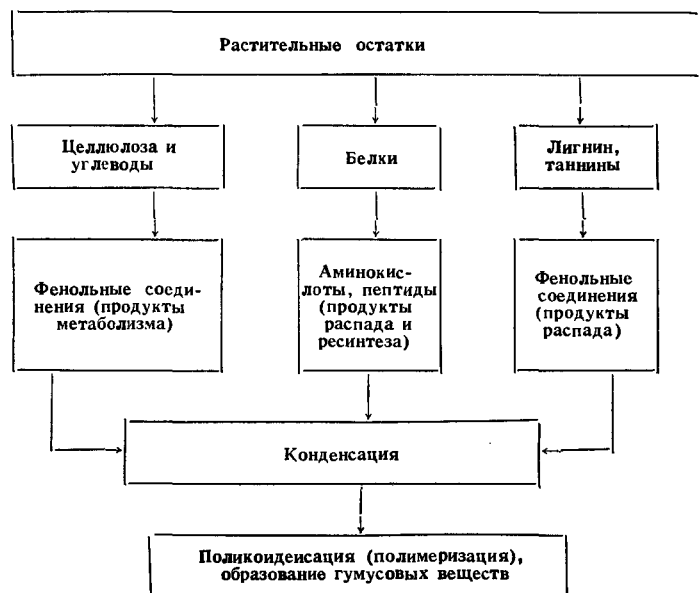 Растительные остатки
Целлюлоза и
углеводы
Белки
Лигнин,
таннины
Фенольные соеди-
нения (продукты
метаболизма)
Аминокис-
лоты, пептиды
(продукты
распада и
ресинтеза)
Фенольные
соединения
(продукты
распада)
Конденсация
Поликоидеисация (полимеризация),
образование гумусовых веществ